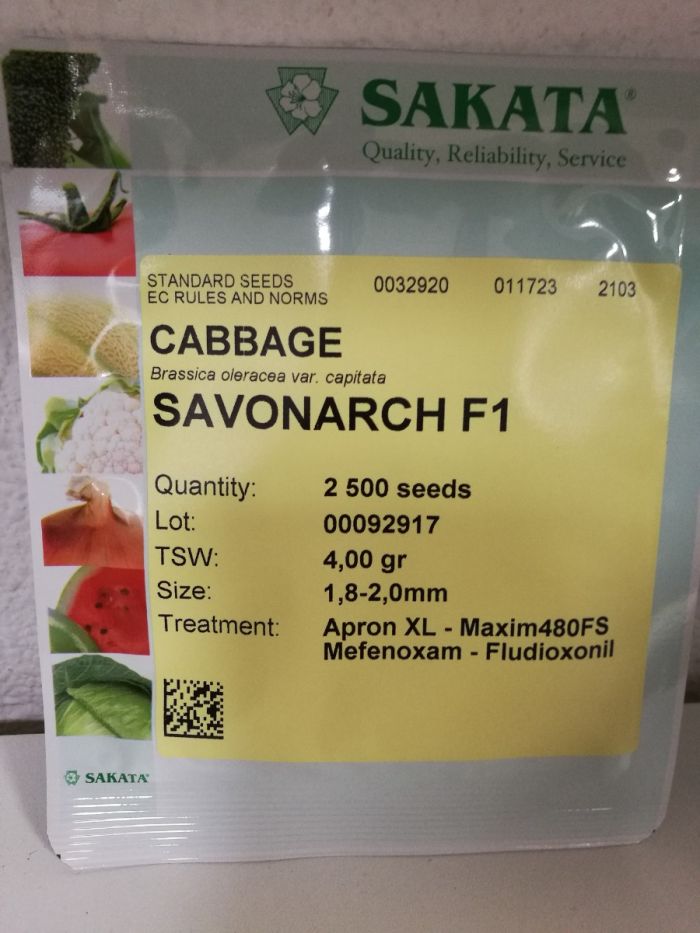 SAKATA®
Quality, Reliability, Service
STANDARD SEEDS 0032920 011723 2103
EC RULES AND NORMS
CABBAGE
Brassica oleracea var. capitata
SAVONARCH F1
Quantity: 2 500 seeds
Lot: 00092917
TSW: 4,00 gr
Size: 1,8-2,0mm
Treatment: Apron XL - Maxim480FS
Mefenoxam - Fludioxonil
SAKATA®